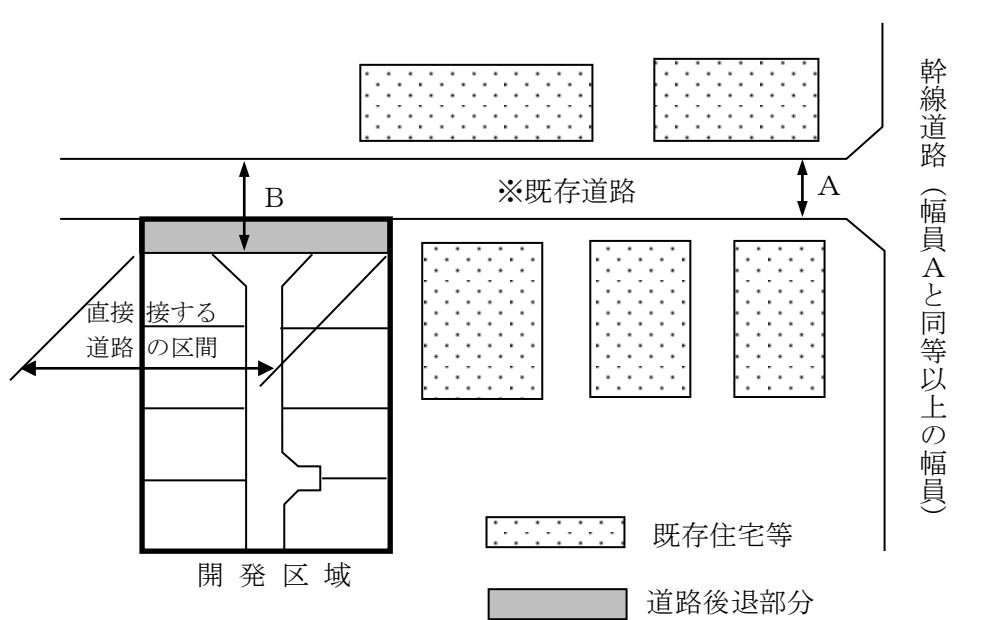 B
※既存道路
A
直接接する
道路の区間
幹線道路（幅員Aと同等以上の幅員）
既存住宅等
開発区域
道路後退部分